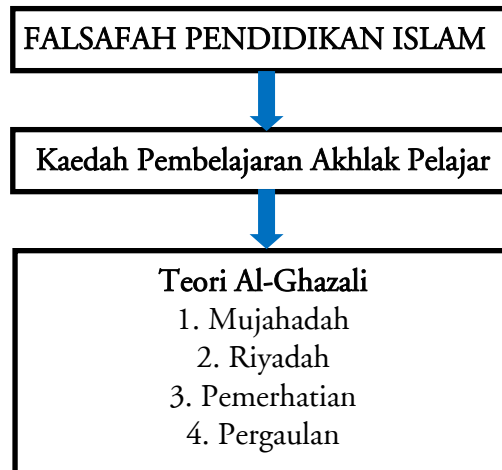 FALSAFAH PENDIDIKAN ISLAM
Kaedah Pembelajaran Akhlak Pelajar
Teori Al-Ghazali
1. Mujahadah
2. Riyadah
3. Pemerhatian
4. Pergaulan